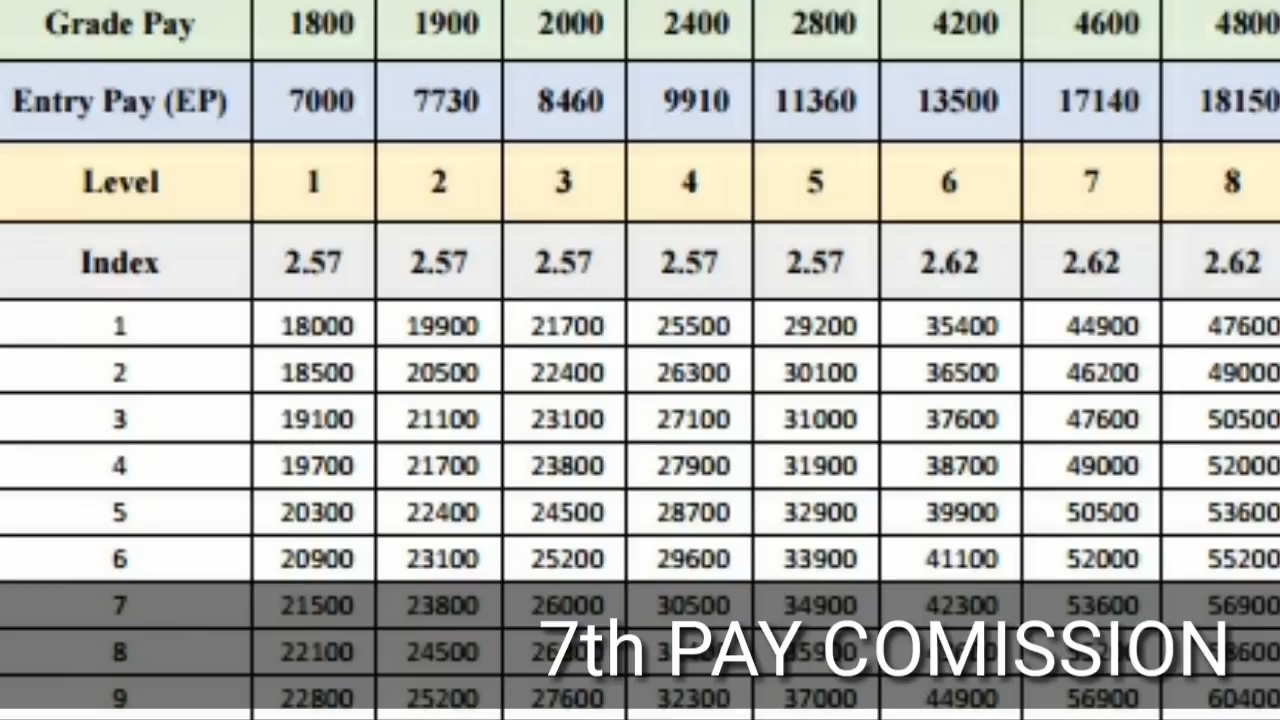 Grade Pay 1800 1900 2000 2400 2800 4200 4600 4800
Entry Pay (EP) 7000 7730 8460 9910 11360 13500 17140 18150
Level 1 2 3 4 5 6 7 8
Index 2.57 2.57 2.57 2.57 2.57 2.62 2.62 2.62
1 18000 19900 21700 25500 29200 35400 44900 47600
2 18500 20500 22400 26300 30100 36500 46200 49000
3 19100 21100 23100 27100 31000 37600 47600 50500
4 19700 21700 23800 27900 31900 38700 49000 52000
5 20300 22400 24500 28700 32900 39900 50500 53600
6 20900 23100 25200 29600 33900 41100 52000 55200
7 21500 23800 26000 30500 34900 42300 53600 56900
8 22100 24500
7th PAY COMISSION
9 22800 25200 27600 32300 37000 44900 56900 60400